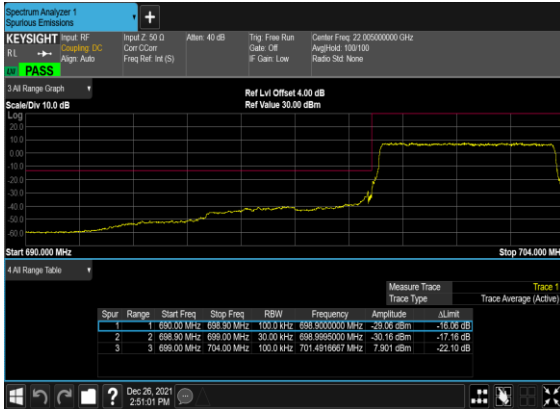 Spectrum Analyzer 1
Spurious Emissions
+
KEYSIGHT Input: RF Input Z: 50 Ω Atten: 40 dB Trig: Free Run Center Freq: 22.005000000 GHz
RL Coupling: DC Corr CCorr Gate: Off Avg|Hold: 100/100
Align: Auto Freq Ref: Int (S) IF Gain: Low Radio Std: None
PASS
3 All Range Graph
Ref Lvl Offset 4.00 dB
Scale/Div 10.0 dB Ref Value 30.00 dBm
Log
20.0
10.0
0.00
-10.0
-20.0
-30.0
-40.0
-50.0
-60.0
Start 690.000 MHz Stop 704.000 MH
4 All Range Table
Measure Trace Trace 1
Trace Type Trace Average (Active)
Spur Range Start Freq Stop Freq RBW Frequency Amplitude ΔLimit
1 1 690.00 MHz 698.90 MHz 100.0 kHz 698.9000000 MHz -29.06 dBm -16.06 dB
2 2 698.90 MHz 699.00 MHz 30.00 kHz 698.9995000 MHz -30.16 dBm -17.16 dB
3 3 699.00 MHz 704.00 MHz 100.0 kHz 701.4916667 MHz 7.901 dBm -22.10 dB
? Dec 26, 2021
2:51:01 PM